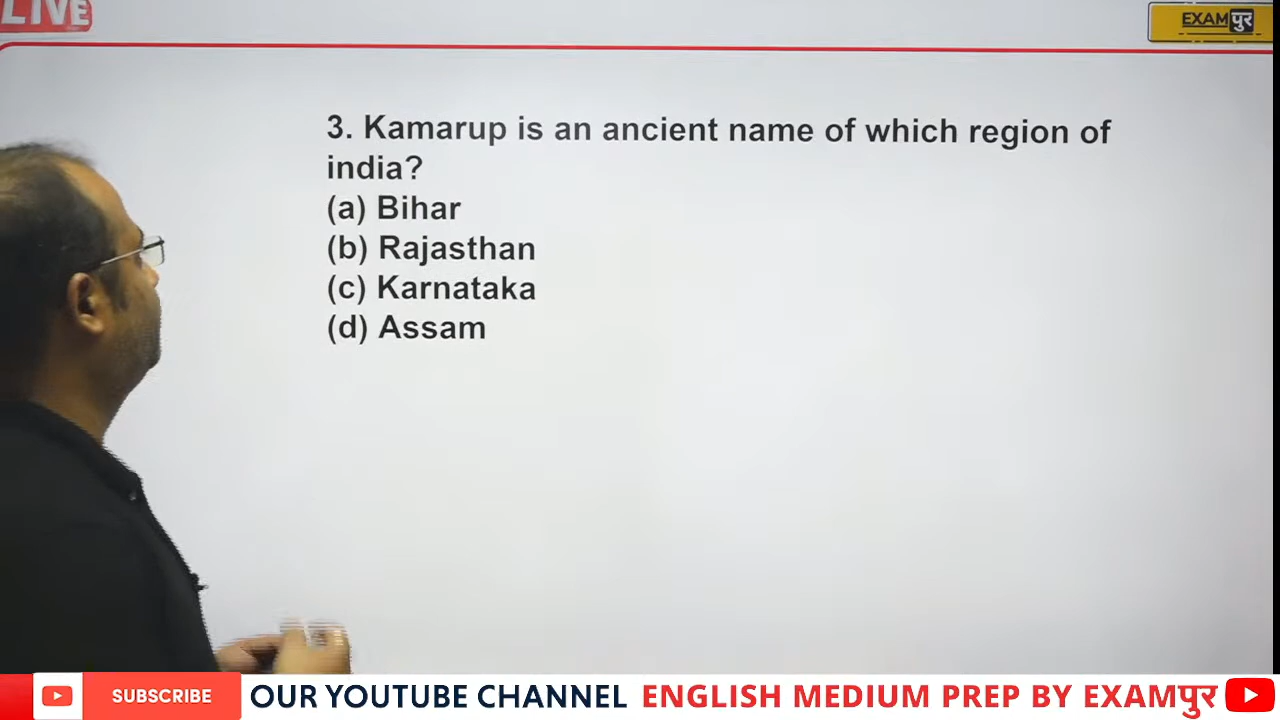 LIVE
EXAMपुर
3. Kamarup is an ancient name of which region of
india?
(a) Bihar
(b) Rajasthan
(c) Karnataka
(d) Assam
SUBSCRIBE
OUR YOUTUBE CHANNEL ENGLISH MEDIUM PREP BY EXAMपुर